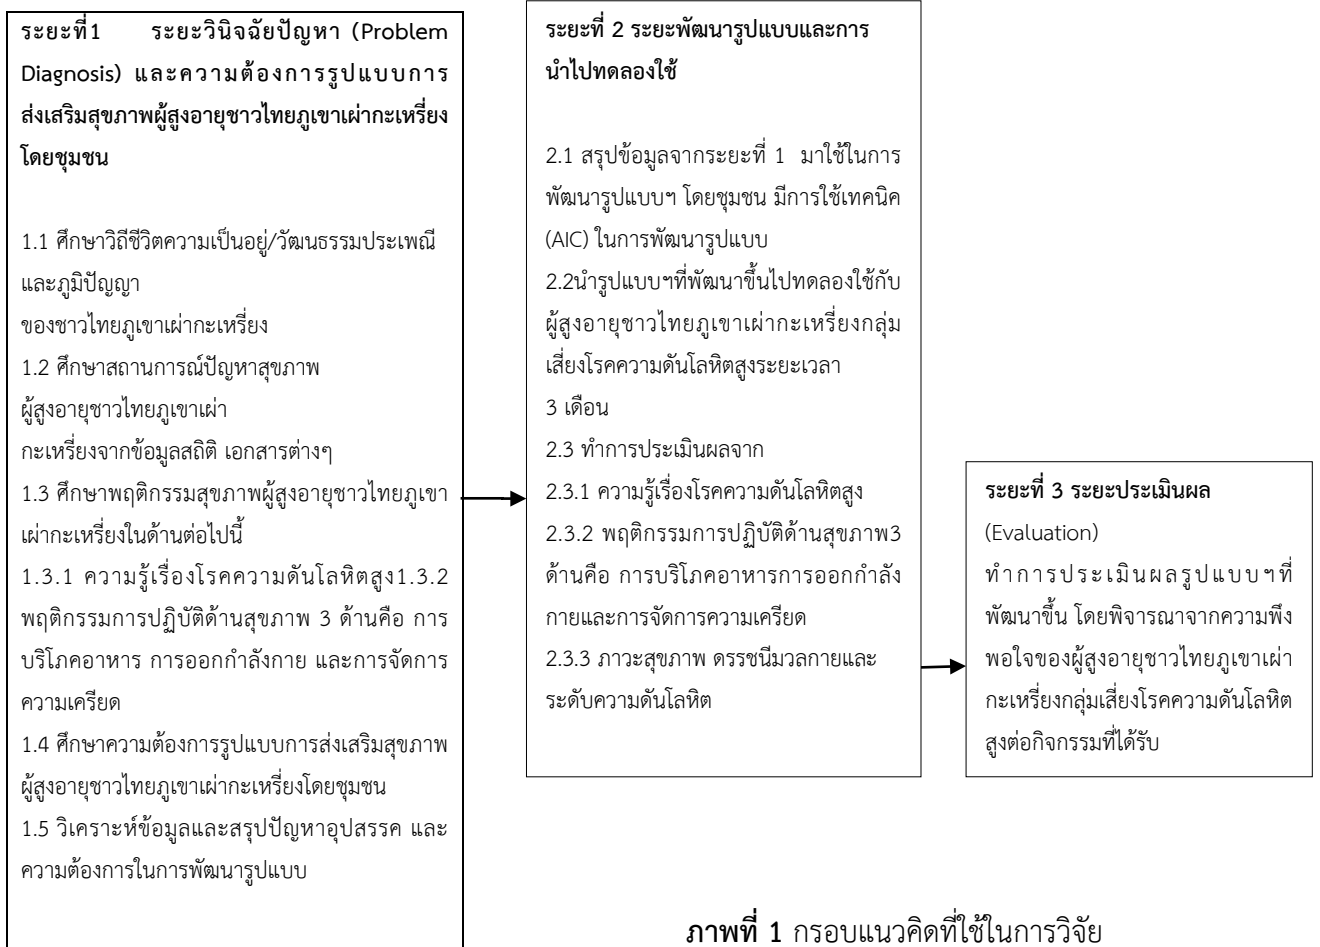 ระยะที่1 ระยะวินิจฉัยปัญหา (Problem
Diagnosis) และความต้องการรูปแบบการ
ส่งเสริมสุขภาพผู้สูงอายุชาวไทยภูเขาเผ่ากะเหรี่ยง
โดยชุมชน
1.1 ศึกษาวิถีชีวิตความเป็นอยู่/วัฒนธรรมประเพณี
และภูมิปัญญา
ของชาวไทยภูเขาเผ่ากะเหรี่ยง
1.2 ศึกษาสถานการณ์ปัญหาสุขภาพ
ผู้สูงอายุชาวไทยภูเขาเผ่า
กะเหรี่ยงจากข้อมูลสถิติ เอกสารต่างๆ
1.3 ศึกษาพฤติกรรมสุขภาพผู้สูงอายุชาวไทยภูเขา
เผ่ากะเหรี่ยงในด้านต่อไปนี้
1.3.1 ความรู้เรื่องโรคความดันโลหิตสูง1.3.2
พฤติกรรมการปฏิบัติด้านสุขภาพ 3 ด้านคือ การ
บริโภคอาหาร การออกกำลังกาย และการจัดการ
ความเครียด
1.4 ศึกษาความต้องการรูปแบบการส่งเสริมสุขภาพ
ผู้สูงอายุชาวไทยภูเขาเผ่ากะเหรี่ยงโดยชุมชน
1.5 วิเคราะห์ข้อมูลและสรุปปัญหาอุปสรรค และ
ความต้องการในการพัฒนารูปแบบ
ระยะที่ 2 ระยะพัฒนารูปแบบและการ
นำไปทดลองใช้
2.1 สรุปข้อมูลจากระยะที่ 1 มาใช้ในการ
พัฒนารูปแบบฯ โดยชุมชน มีการใช้เทคนิค
(AIC) ในการพัฒนารูปแบบ
2.2นำรูปแบบฯที่พัฒนาขึ้นไปทดลองใช้กับ
ผู้สูงอายุชาวไทยภูเขาเผ่ากะเหรี่ยงกลุ่ม
เสี่ยงโรคความดันโลหิตสูงระยะเวลา
3 เดือน
2.3 ทำการประเมินผลจาก
2.3.1 ความรู้เรื่องโรคความดันโลหิตสูง
2.3.2 พฤติกรรมการปฏิบัติด้านสุขภาพ3
ด้านคือ การบริโภคอาหารการออกกำลัง
กายและการจัดการความเครียด
2.3.3 ภาวะสุขภาพ ดรรชนีมวลกายและ
ระดับความดันโลหิต
ระยะที่ 3 ระยะประเมินผล
(Evaluation)
ทำการประเมินผลรูปแบบฯที่
พัฒนาขึ้น โดยพิจารณาจากความพึง
พอใจของผู้สูงอายุชาวไทยภูเขาเผ่า
กะเหรี่ยงกลุ่มเสี่ยงโรคความดันโลหิต
สูงต่อกิจกรรมที่ได้รับ
ภาพที่ 1 กรอบแนวคิดที่ใช้ในการวิจัย